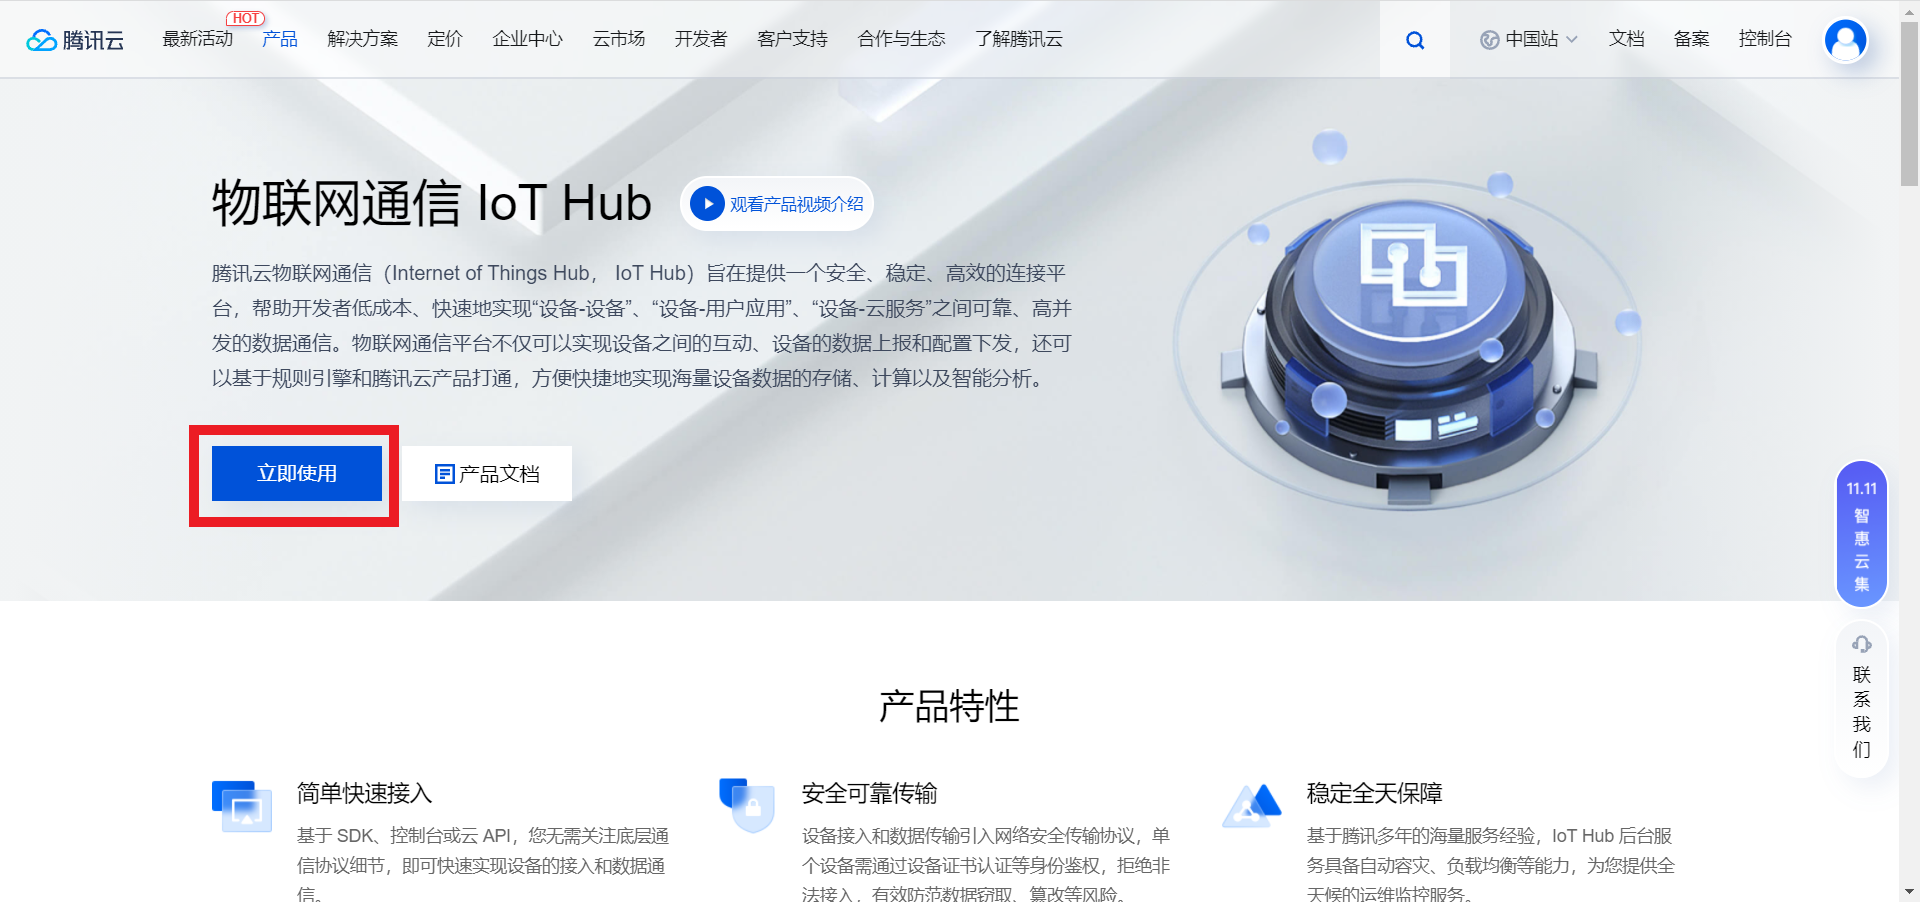 腾讯云
最新活动
HOT
产品
解决方案
定价
企业中心
云市场
开发者
客户支持
合作与生态
了解腾讯云
中国站
文档
备案
控制台
物联网通信 IoT Hub
观看产品视频介绍
腾讯云物联网通信（Internet of Things Hub， IoT Hub）旨在提供一个安全、稳定、高效的连接平
台，帮助开发者低成本、快速地实现“设备-设备”、“设备-用户应用”、“设备-云服务”之间可靠、高并
发的数据通信。物联网通信平台不仅可以实现设备之间的互动、设备的数据上报和配置下发，还可
以基于规则引擎和腾讯云产品打通，方便快捷地实现海量设备数据的存储、计算以及智能分析。
立即使用
产品文档
11.11
智
惠
云
集
联
系
我
们
产品特性
简单快速接入
基于 SDK、控制台或云 API，您无需关注底层通
信协议细节，即可快速实现设备的接入和数据通
信。
安全可靠传输
设备接入和数据传输引入网络安全传输协议，单
个设备需通过设备证书认证等身份鉴权，拒绝非
法接入，有效防范数据窃取、篡改等风险。
稳定全天保障
基于腾讯多年的海量服务经验，IoT Hub 后台服
务具备自动容灾、负载均衡等能力，为您提供全
天候的运维监控服务。